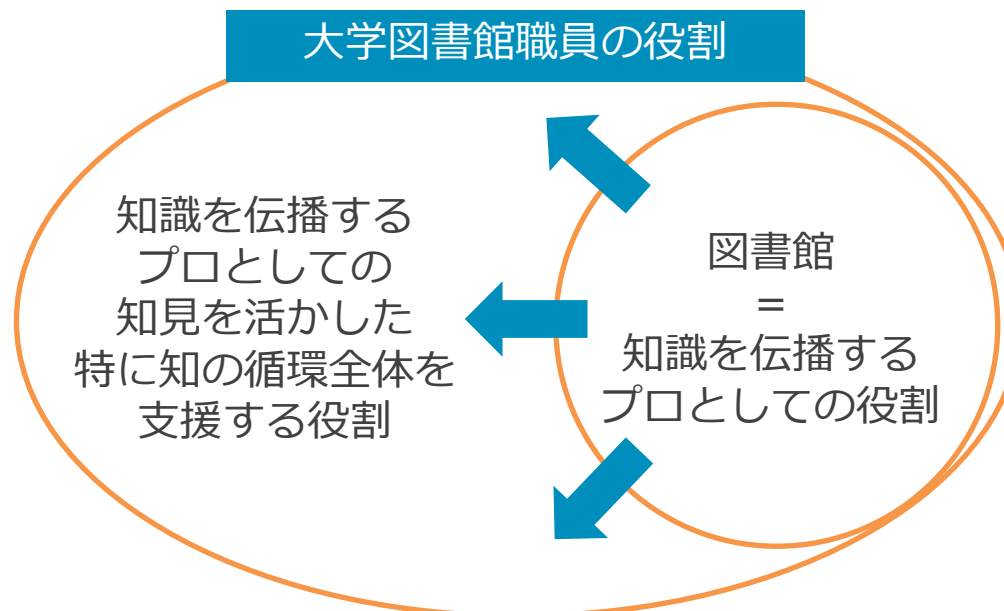 大学図書館職員の役割
知識を伝播する
プロとしての
知見を活かした
特に知の循環全体を
支援する役割
図書館
=
知識を伝播する
プロとしての役割